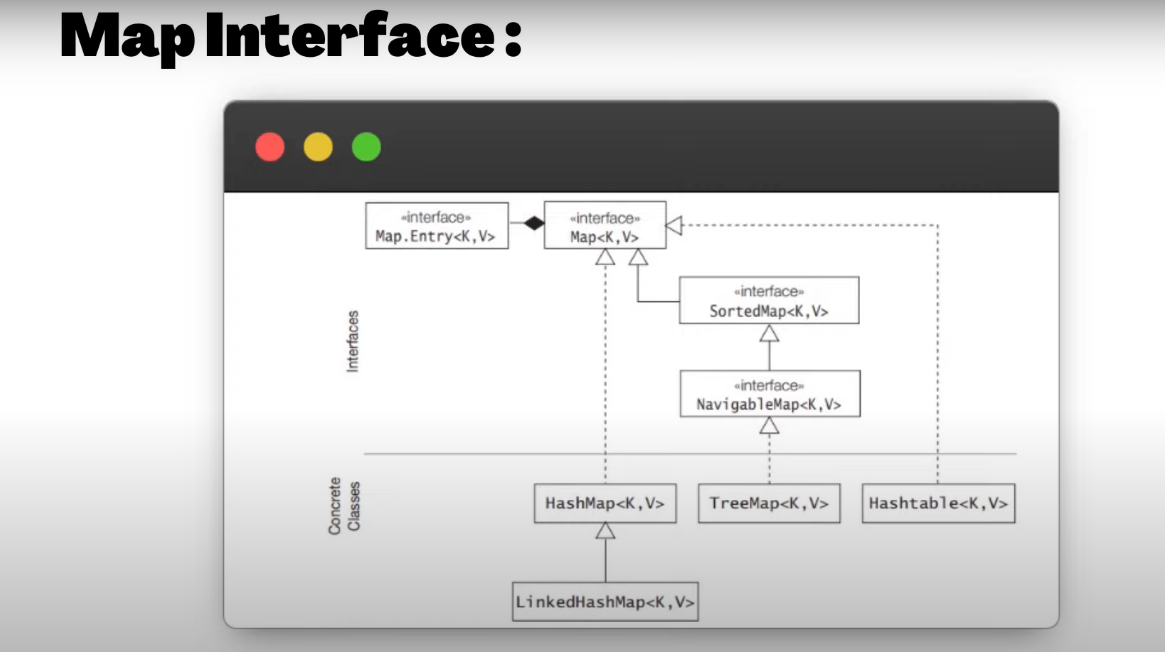 Map Interface:
«interface»
Map.Entry<K,V>
«interface»
Map<K,V>
«interface»
SortedMap<K,V>
Interfaces
«interface»
NavigableMap<K,V>
Concrete
Classes
HashMap<K,V>
TreeMap<K,V>
Hashtable<K,V>
LinkedHashMap<K,V>